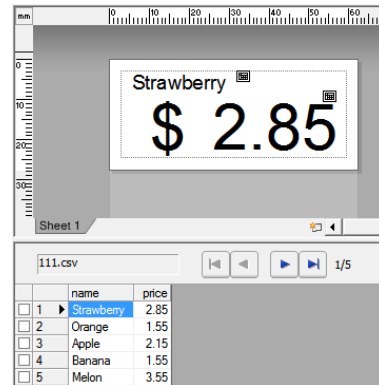 mm 0 10 20 30 40 50 60
0
10
20
30
Strawberry
$ 2.85
Sheet 1
111.csv 1/5
name price
1 Strawberry 2.85
2 Orange 1.55
3 Apple 2.15
4 Banana 1.55
5 Melon 3.55